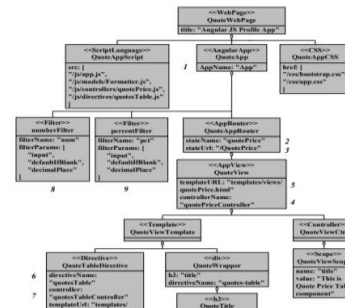 <<WebPage>>
QuoteWebPage
title: "Angular JS Profile App"
<<ScriptLanguage>>
QuoteAppScript
src: [
"/js/app.js",
"/js/models/Formatter.js",
"/js/controllers/quotePrice.js",
"/js/directives/quotesTable.js"
]
1
<<AngularApp>>
QuoteApp
AppName: "App"
<<CSS>>
QuoteAppCSS
href: [
"/css/bootstrap.css"
"/css/app.css"
]
<<Filter>>
numberFilter
filterName: "num"
filterParams: [
"input",
"defaultIfBlank",
"decimalPlace"
]
8
<<Filter>>
percentFilter
filterName: "pct"
filterParams: [
"input",
"defaultIfBlank",
"decimalPlace"
]
9
<<AppRouter>>
QuoteAppRouter
stateName: "quotePrice"
stateUrl: "/QuotePrice"
2
3
<<AppView>>
QuoteView
templateURL: "templates/views/
quotePrice.html"
controllerName:
"quotePriceController"
5
4
<<Template>>
QuoteViewTemplate
<<Controller>>
QuoteViewCtr
6
7
<<Directive>>
QuoteTableDirective
directiveName:
"quotesTable"
controller:
"quotesTableController"
templateUrl: "templates/
<<div>>
QuoteWrapper
h3: "title"
directiveName: "quotes-table"
<<h3>>
QuoteTitle
<<Scope>>
QuoteViewScop
name: "title"
value: "This is
Quote Price Tab
component"